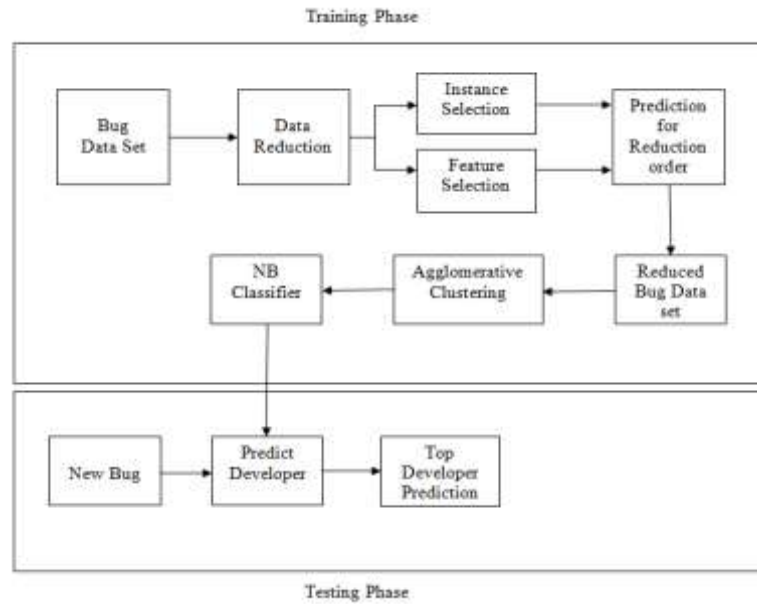 Training Phase
Bug
Data Set
Data
Reduction
Instance
Selection
Feature
Selection
Prediction
for
Reduction
order
NB
Classifier
Agglomerative
Clustering
Reduced
Bug Data
set
New Bug
Predict
Developer
Top
Developer
Prediction
Testing Phase